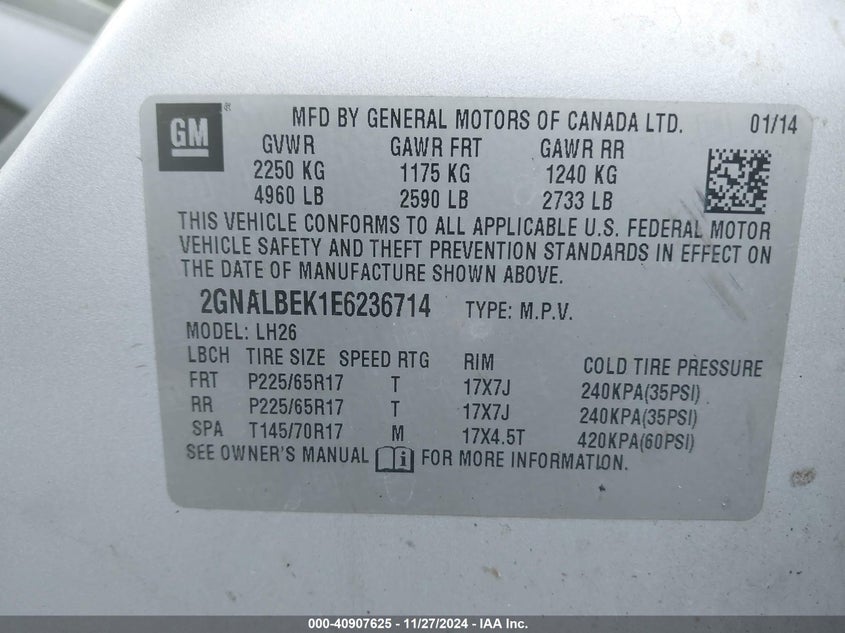 GM ® MFD BY GENERAL MOTORS OF CANADA LTD. 01/14
GVWR GAWR FRT GAWR RR
2250 KG 1175 KG 1240 KG
4960 LB 2590 LB 2733 LB
THIS VEHICLE CONFORMS TO ALL APPLICABLE U.S. FEDERAL MOTOR
VEHICLE SAFETY AND THEFT PREVENTION STANDARDS IN EFFECT ON
THE DATE OF MANUFACTURE SHOWN ABOVE.
2GNALBEK1E6236714 TYPE: M.P.V.
MODEL: LH26
LBCH TIRE SIZE SPEED RTG RIM COLD TIRE PRESSURE
FRT P225/65R17 T 17X7J 240KPA(35PSI)
RR P225/65R17 T 17X7J 240KPA(35PSI)
SPA T145/70R17 M 17X4.5T 420KPA(60PSI)
SEE OWNER'S MANUAL i FOR MORE INFORMATION.
000-40907625 - 11/27/2024 - IAA Inc.